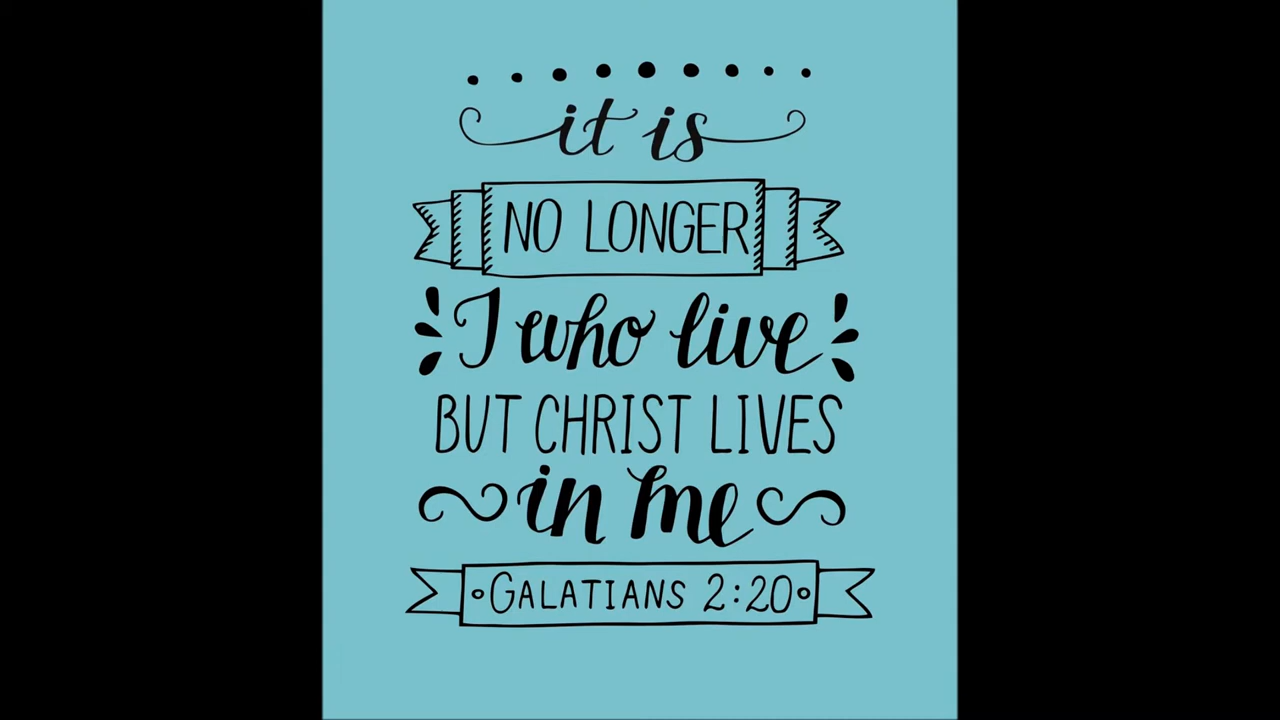 it is
NO LONGER
I who live
BUT CHRIST LIVES
in me
GALATIANS 2:20